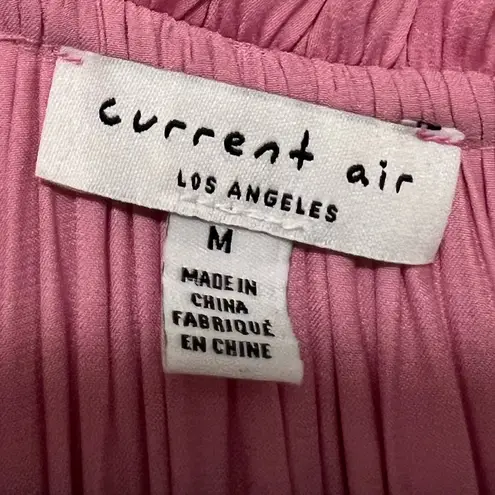 current air
LOS ANGELES
M
MADE IN
CHINA
FABRIQUÉ
EN CHINE